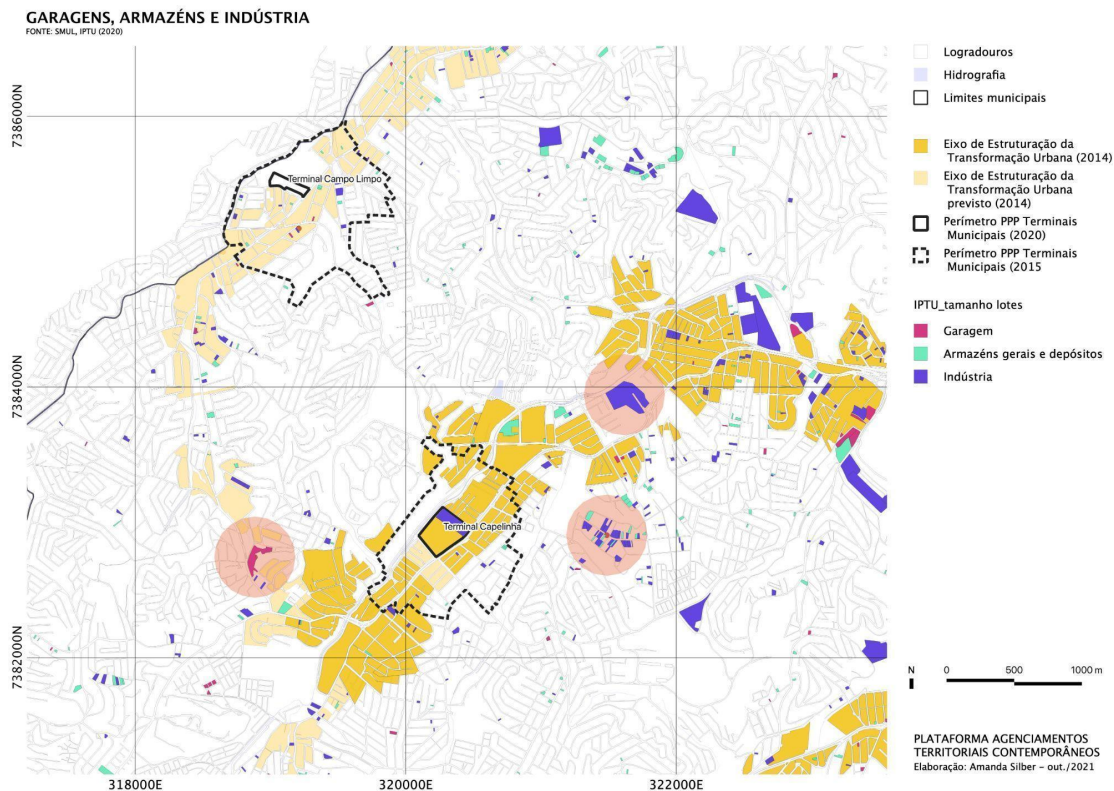 GARAGENS, ARMAZÉNS E INDÚSTRIA
FONTE: SMUL, IPTU (2020)
7386000N
7384000N
7382000N
318000E
320000E
322000E
Terminal Campo Limpo
Terminal Capelinha
Logradouros
Hidrografia
Limites municipais
Eixo de Estruturação da
Transformação Urbana (2014)
Eixo de Estruturação da
Transformação Urbana
previsto (2014)
Perímetro PPP Terminais
Municipais (2020)
Perímetro PPP Terminais
Municipais (2015
IPTU_tamanho lotes
Garagem
Armazéns gerais e depósitos
Indústria
N
0 500 1000 m
PLATAFORMA AGENCIAMENTOS
TERRITORIAIS CONTEMPORÂNEOS
Elaboração: Amanda Silber – out./2021